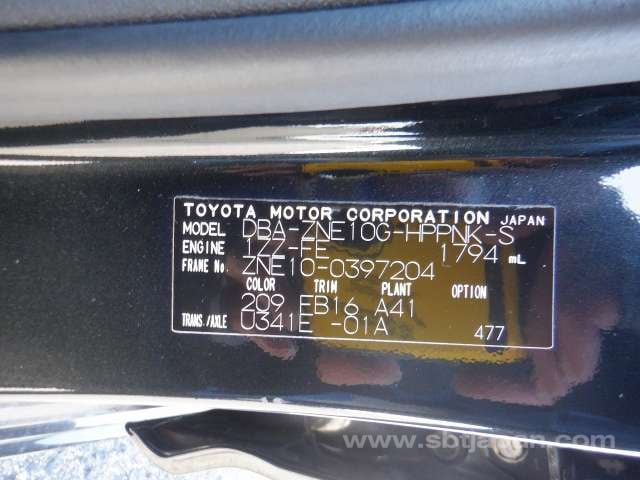 TOYOTA MOTOR CORPORATION JAPAN
MODEL DBA-ZNE10G-HPPNK-S
ENGINE 1ZZ-FE 1794 mL
FRAME No. ZNE10-0397204
COLOR TRIM PLANT OPTION
209 EB16 A41
TRANS./AXLE U341E -01A 477
www.sbtjapan.com